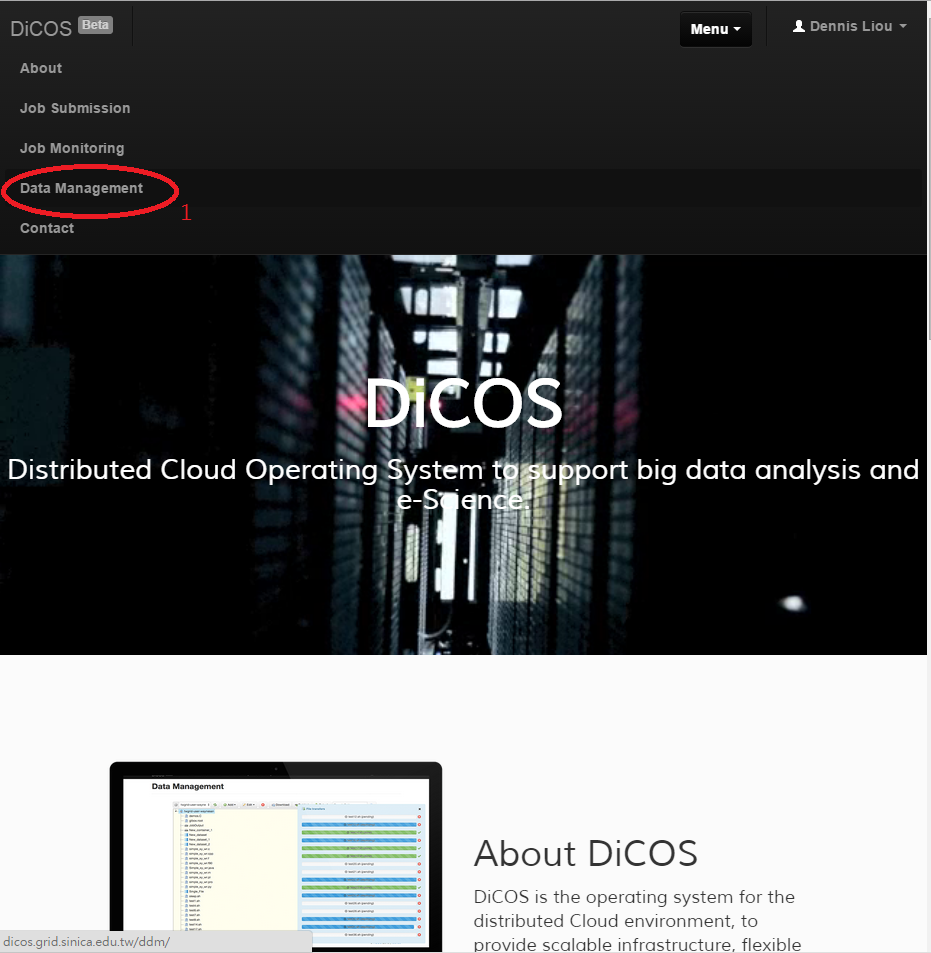 DiCOS Beta
Menu
Dennis Liou
About
Job Submission
Job Monitoring
Data Management
1
Contact
DiCOS
Distributed Cloud Operating System to support big data analysis and
e-Science.
Data Management
About DiCOS
DiCOS is the operating system for the
distributed Cloud environment, to
provide scalable infrastructure, flexible
dicos.grid.sinica.edu.tw/ddm/